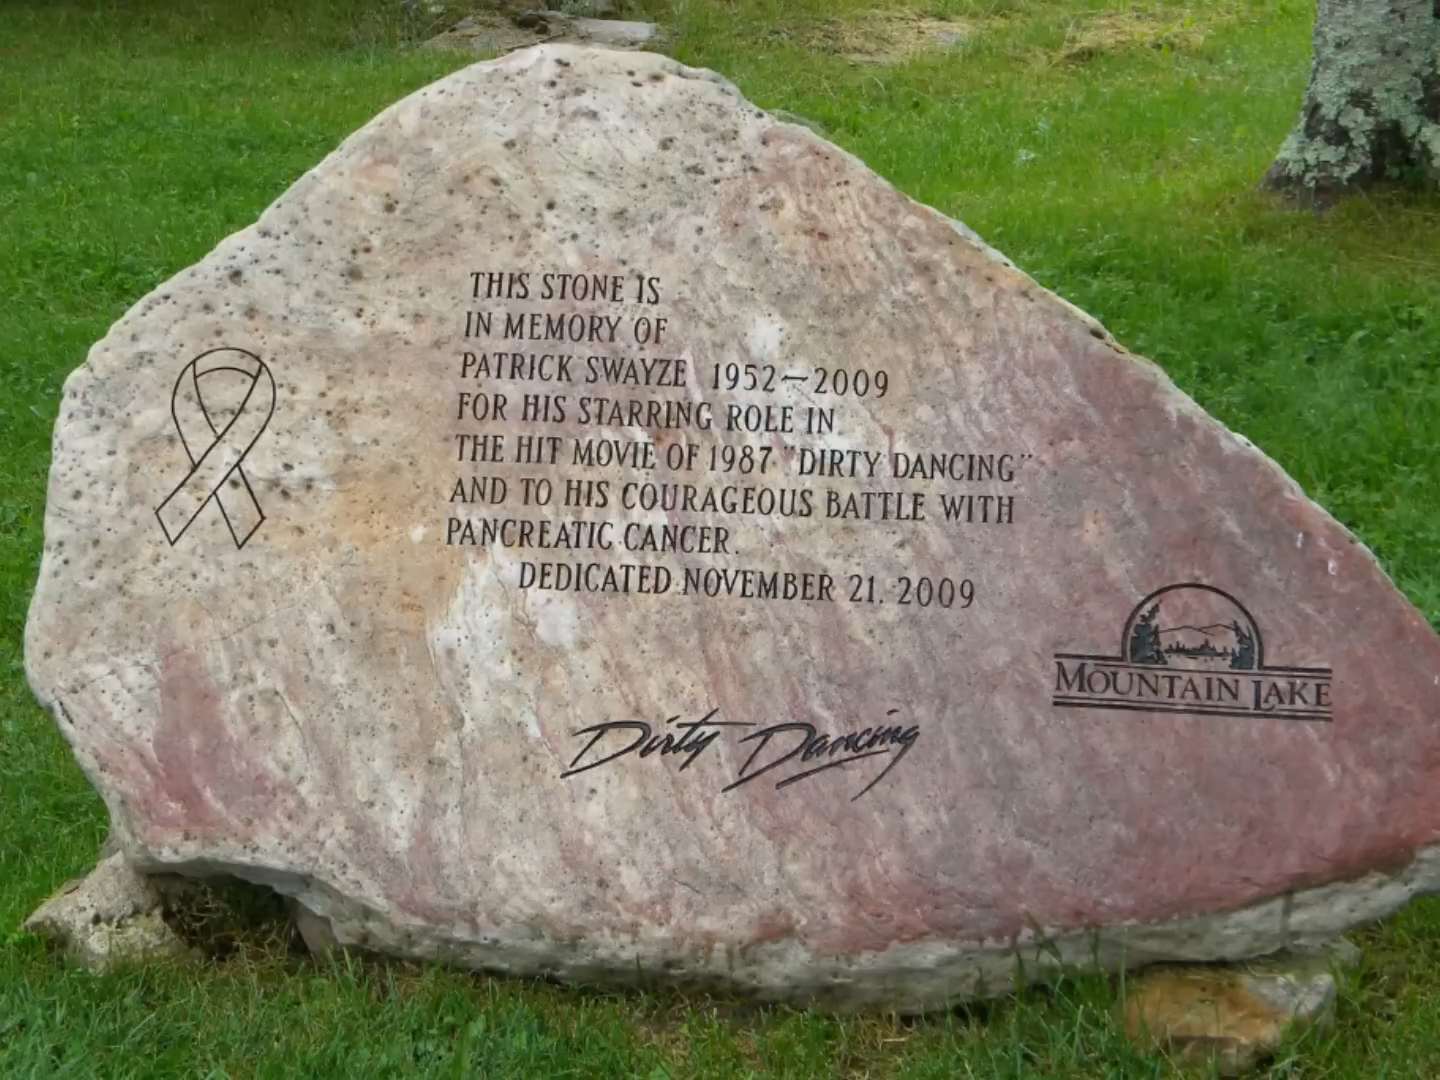 THIS STONE IS
IN MEMORY OF
PATRICK SWAYZE 1952–2009
FOR HIS STARRING ROLE IN
THE HIT MOVIE OF 1987 "DIRTY DANCING"
AND TO HIS COURAGEOUS BATTLE WITH
PANCREATIC CANCER.
DEDICATED NOVEMBER 21. 2009
MOUNTAIN LAKE
Dirty Dancing